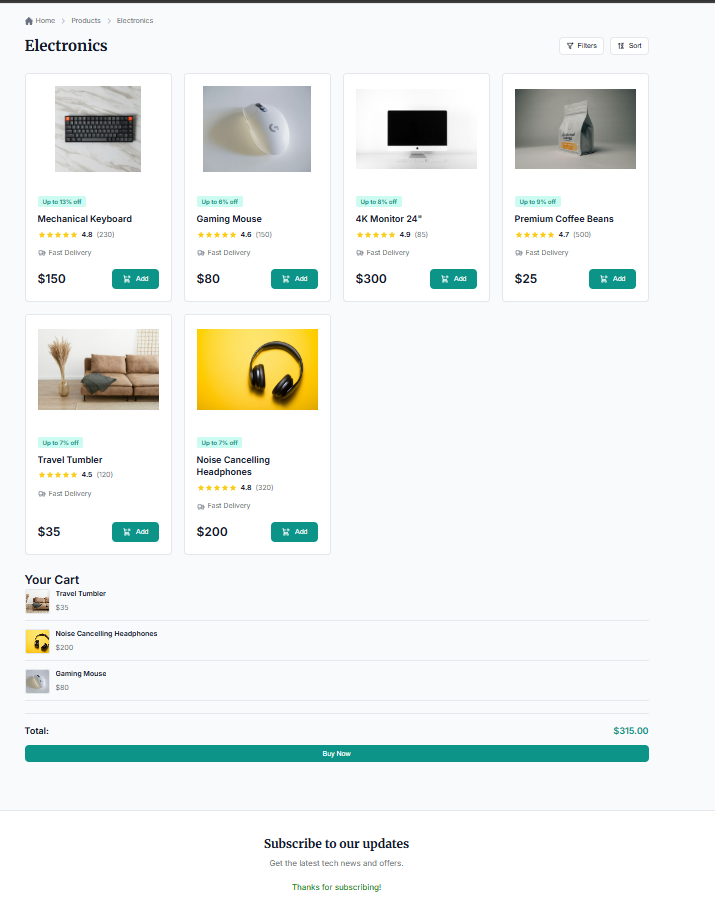 Home > Products > Electronics
Electronics
Filters
Sort
Up to 13% off
Mechanical Keyboard
4.8 (230)
Fast Delivery
$150
Add
Up to 6% off
Gaming Mouse
4.6 (150)
Fast Delivery
$80
Add
Up to 8% off
4K Monitor 24"
4.9 (85)
Fast Delivery
$300
Add
Up to 9% off
Premium Coffee Beans
4.7 (500)
Fast Delivery
$25
Add
Up to 7% off
Travel Tumbler
4.5 (120)
Fast Delivery
$35
Add
Up to 7% off
Noise Cancelling
Headphones
4.8 (320)
Fast Delivery
$200
Add
Your Cart
Travel Tumbler
$35
Noise Cancelling Headphones
$200
Gaming Mouse
$80
Total: $315.00
Buy Now
Subscribe to our updates
Get the latest tech news and offers.
Thanks for subscribing!